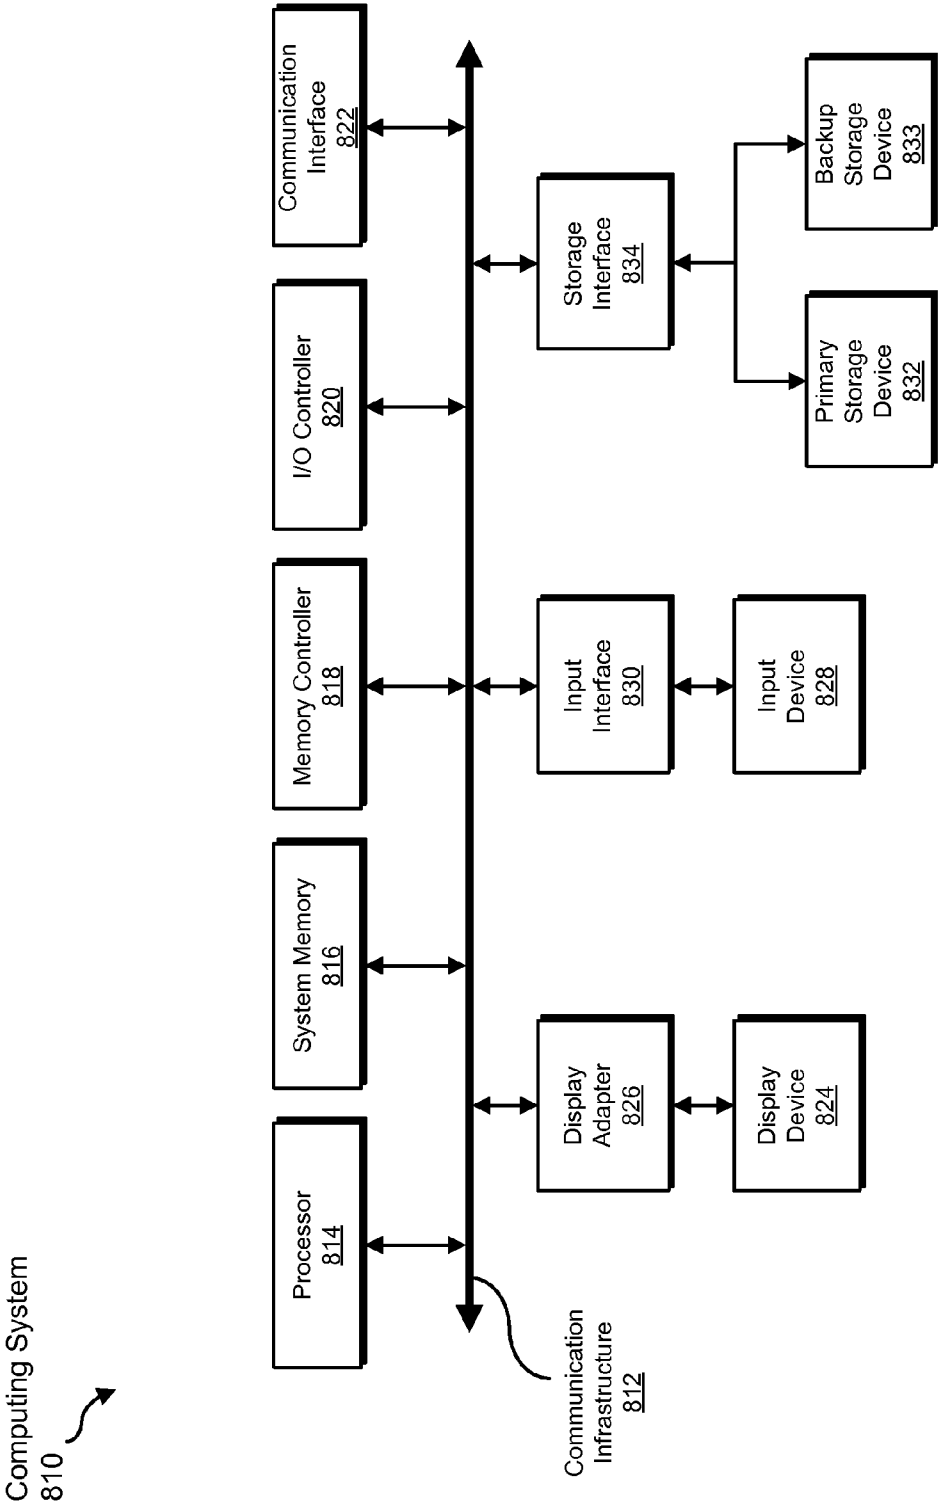 Computing System
810
Processor
814
System Memory
816
Memory Controller
818
I/O Controller
820
Communication
Interface
822
Communication
Infrastructure
812
Display
Adapter
826
Input
Interface
830
Storage
Interface
834
Display
Device
824
Input
Device
828
Primary
Storage
Device
832
Backup
Storage
Device
833